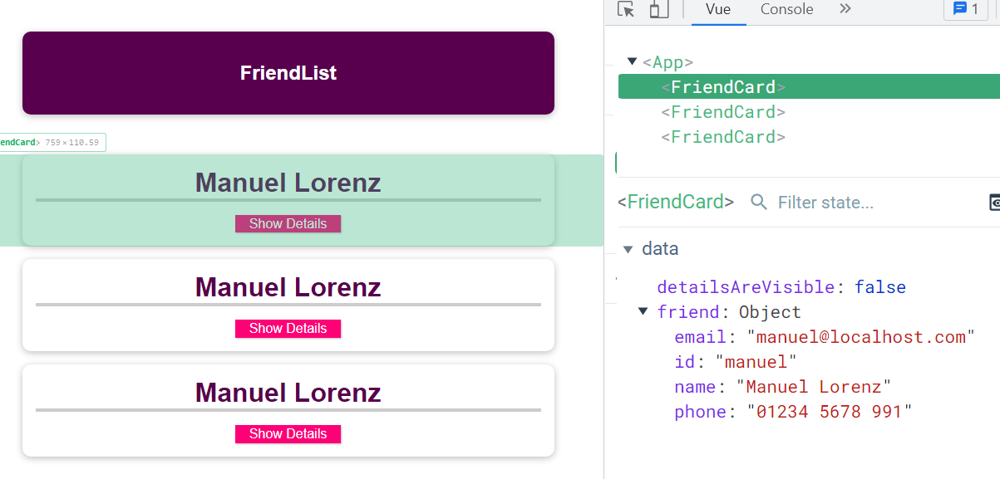 FriendList
endCard> 759 × 110.59
Manuel Lorenz
Show Details
Manuel Lorenz
Show Details
Manuel Lorenz
Show Details
Vue Console » 1
<App>
<FriendCard>
<FriendCard>
<FriendCard>
<FriendCard> Filter state...
data
detailsAreVisible: false
friend: Object
email: "manuel@localhost.com"
id: "manuel"
name: "Manuel Lorenz"
phone: "01234 5678 991"